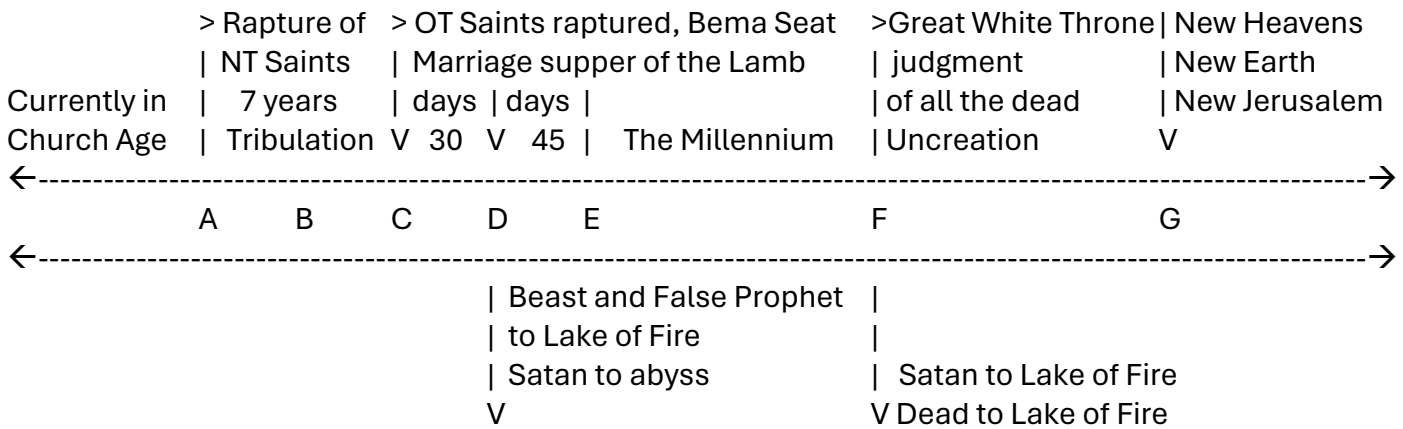 > Rapture of > OT Saints raptured, Bema Seat >Great White Throne| New Heavens
| NT Saints | Marriage supper of the Lamb | judgment | New Earth
Currently in | 7 years | days | days | | of all the dead | New Jerusalem
Church Age | Tribulation V 30 V 45 | The Millennium | Uncreation V
←-----------------------------------------------------------------------------------------------------------→
A B C D E F G
←-----------------------------------------------------------------------------------------------------------→
| Beast and False Prophet |
| to Lake of Fire |
| Satan to abyss | Satan to Lake of Fire
V V Dead to Lake of Fire